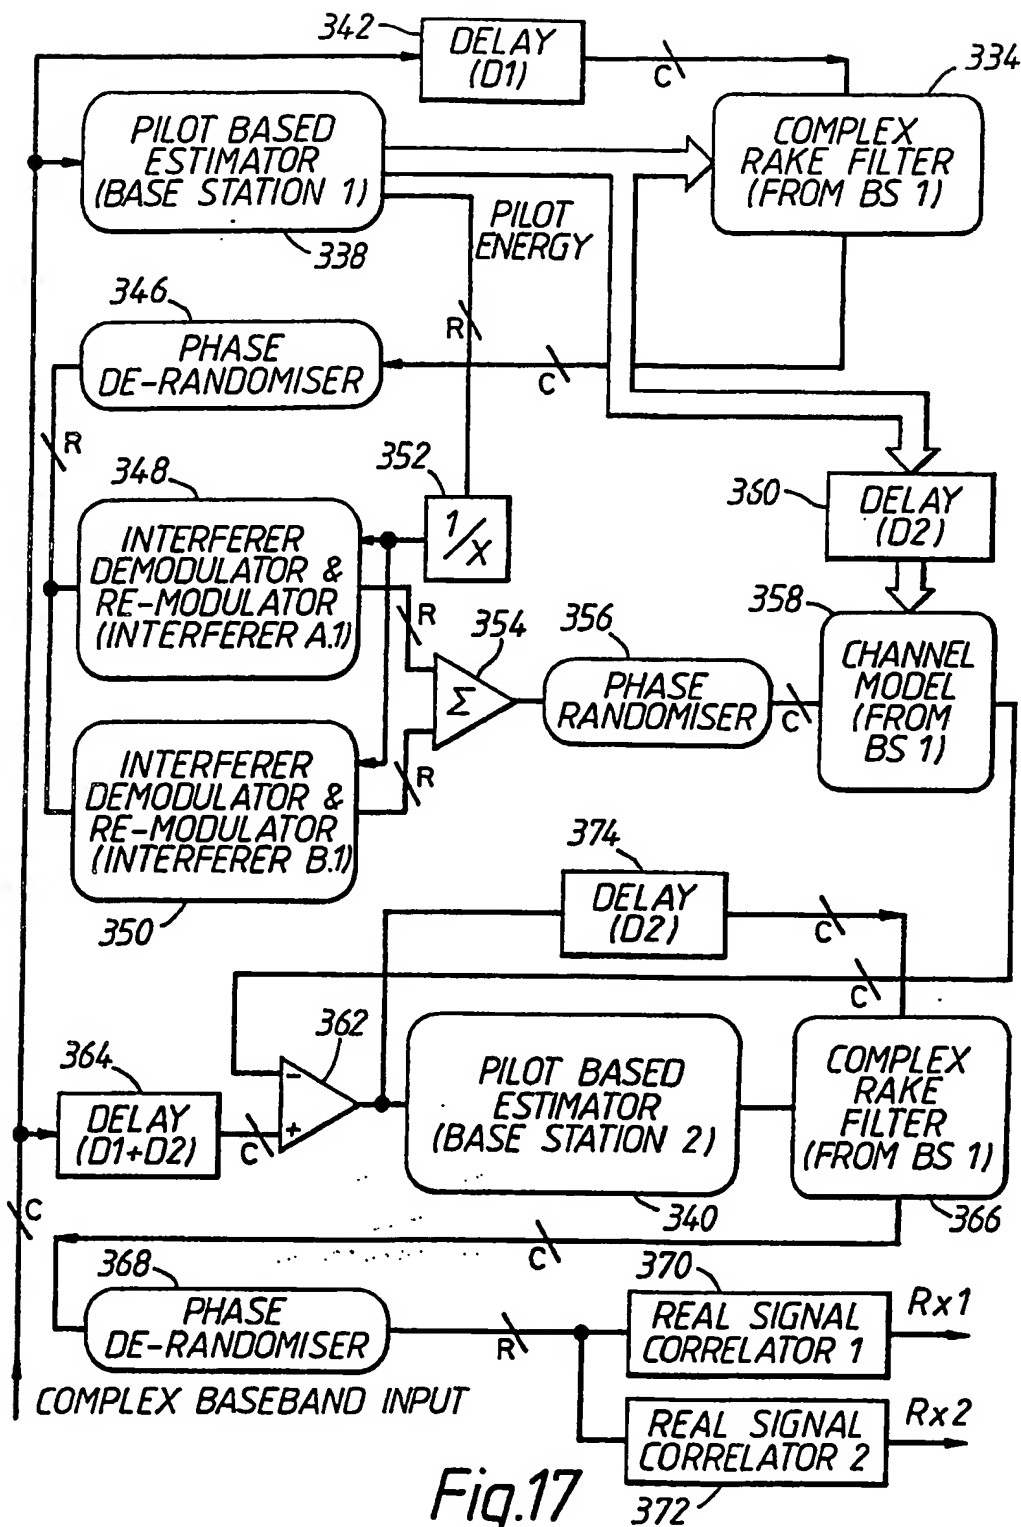 342
DELAY
(D1)
C
334
PILOT BASED
ESTIMATOR
(BASE STATION 1)
338
COMPLEX
RAKE FILTER
(FROM BS 1)
PILOT
ENERGY
346
R
PHASE
DE-RANDOMISER
C
R
348
352
1/X
360
DELAY
(D2)
INTERFERER
DEMODULATOR &
RE-MODULATOR
(INTERFERER A.1)
R
354
Σ
356
PHASE
RANDOMISER
C
358
CHANNEL
MODEL
(FROM
BS 1)
INTERFERER
DEMODULATOR &
RE-MODULATOR
(INTERFERER B.1)
R
350
374
DELAY
(D2)
C
C
364
DELAY
(D1+D2)
C
362
-
+
PILOT BASED
ESTIMATOR
(BASE STATION 2)
340
COMPLEX
RAKE
FILTER
(FROM BS 1)
366
C
C
368
PHASE
DE-RANDOMISER
R
370
REAL SIGNAL
CORRELATOR 1
Rx1
COMPLEX BASEBAND INPUT
REAL SIGNAL
CORRELATOR 2
Rx2
372
Fig.17